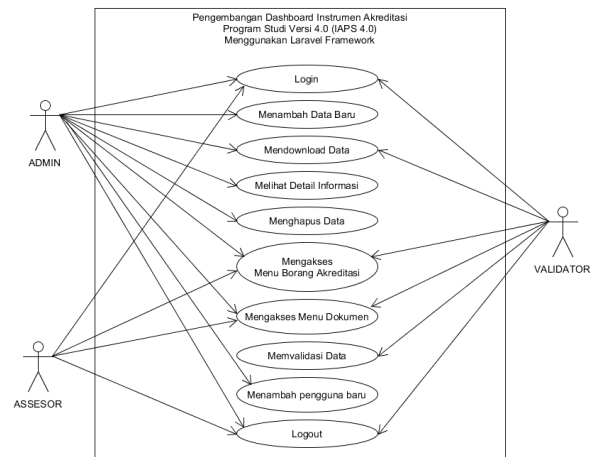 Pengembangan Dashboard Instrumen Akreditasi
Program Studi Versi 4.0 (IAPS 4.0)
Menggunakan Laravel Framework
Login
Menambah Data Baru
ADMIN
Mendownload Data
Melihat Detail Informasi
Menghapus Data
Mengakses
Menu Borang Akreditasi
VALIDATOR
Mengakses Menu Dokumen
Memvalidasi Data
ASSESOR
Menambah pengguna baru
Logout